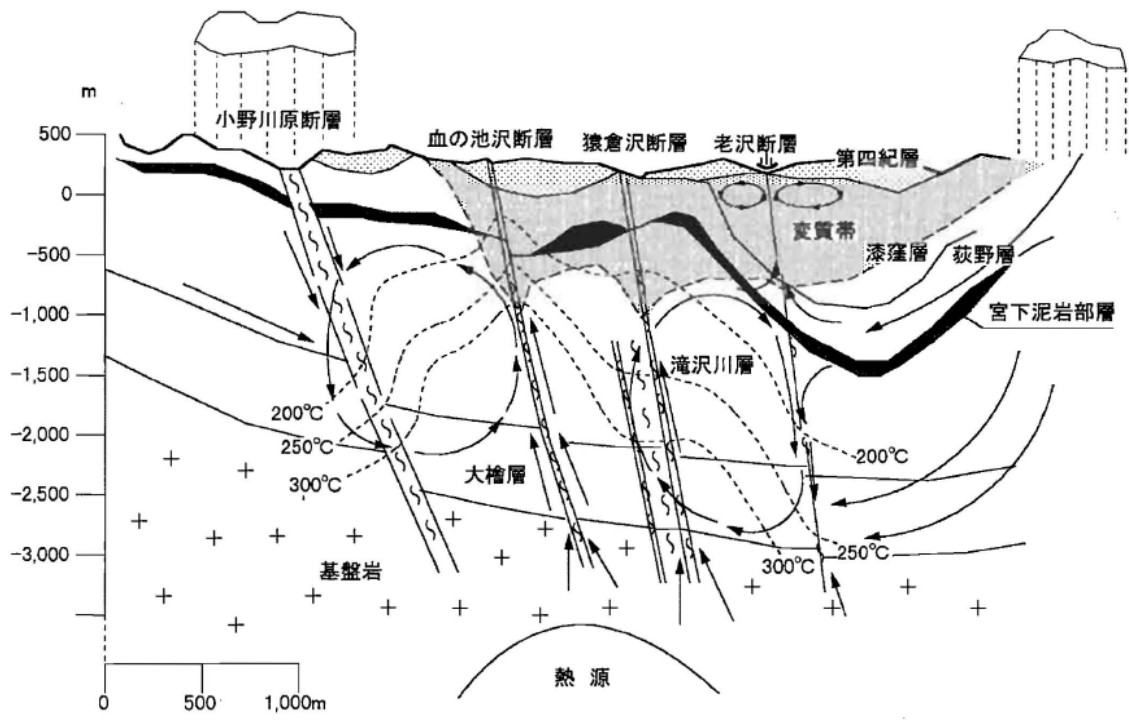 m
500
0
−500
−1,000
−1,500
−2,000
−2,500
−3,000
小野川原断層
血の池沢断層
猿倉沢断層
老沢断層
第四紀層
変質帯
漆窪層
荻野層
宮下泥岩部層
滝沢川層
200℃
250℃
300℃
大檜層
200℃
250℃
300℃
基盤岩
熱源
0
500
1,000m